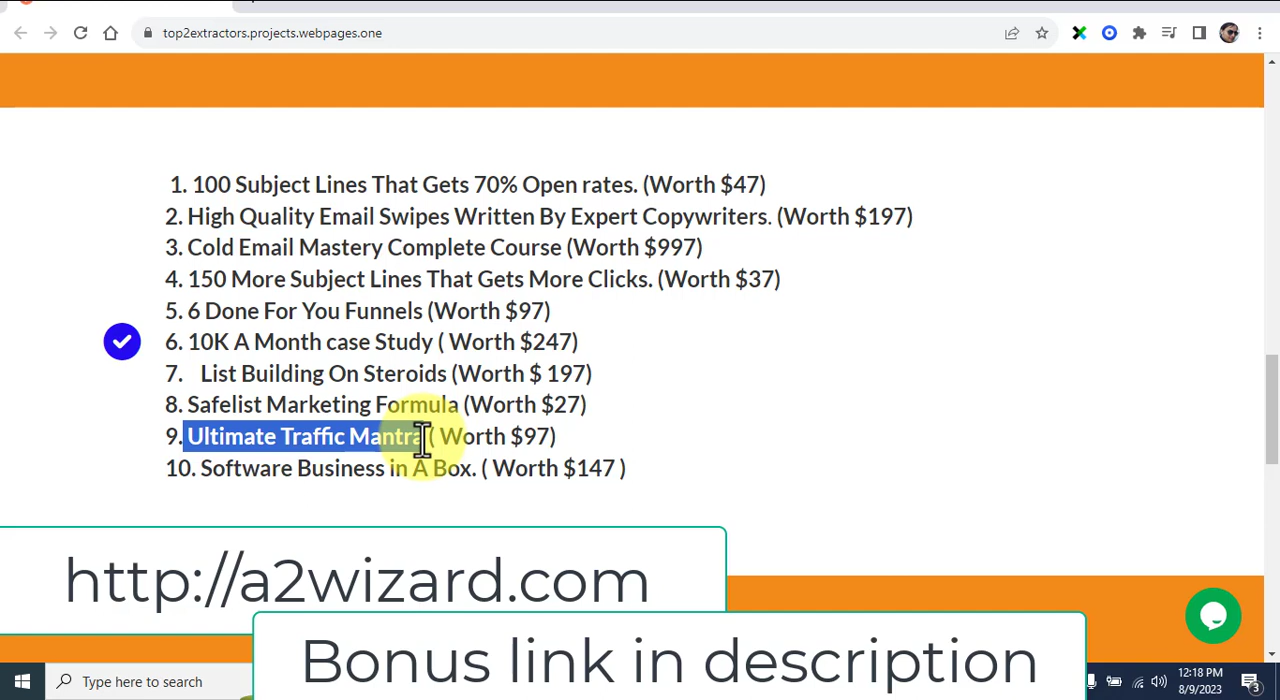 top2extractors.projects.webpages.one
1. 100 Subject Lines That Gets 70% Open rates. (Worth $47)
2. High Quality Email Swipes Written By Expert Copywriters. (Worth $197)
3. Cold Email Mastery Complete Course (Worth $997)
4. 150 More Subject Lines That Gets More Clicks. (Worth $37)
5. 6 Done For You Funnels (Worth $97)
6. 10K A Month case Study ( Worth $247)
7. List Building On Steroids (Worth $ 197)
8. Safelist Marketing Formula (Worth $27)
9. Ultimate Traffic Mantra ( Worth $97)
10. Software Business in A Box. ( Worth $147 )
http://a2wizard.com
Bonus link in description
Type here to search
12:18 PM
8/9/2023
3